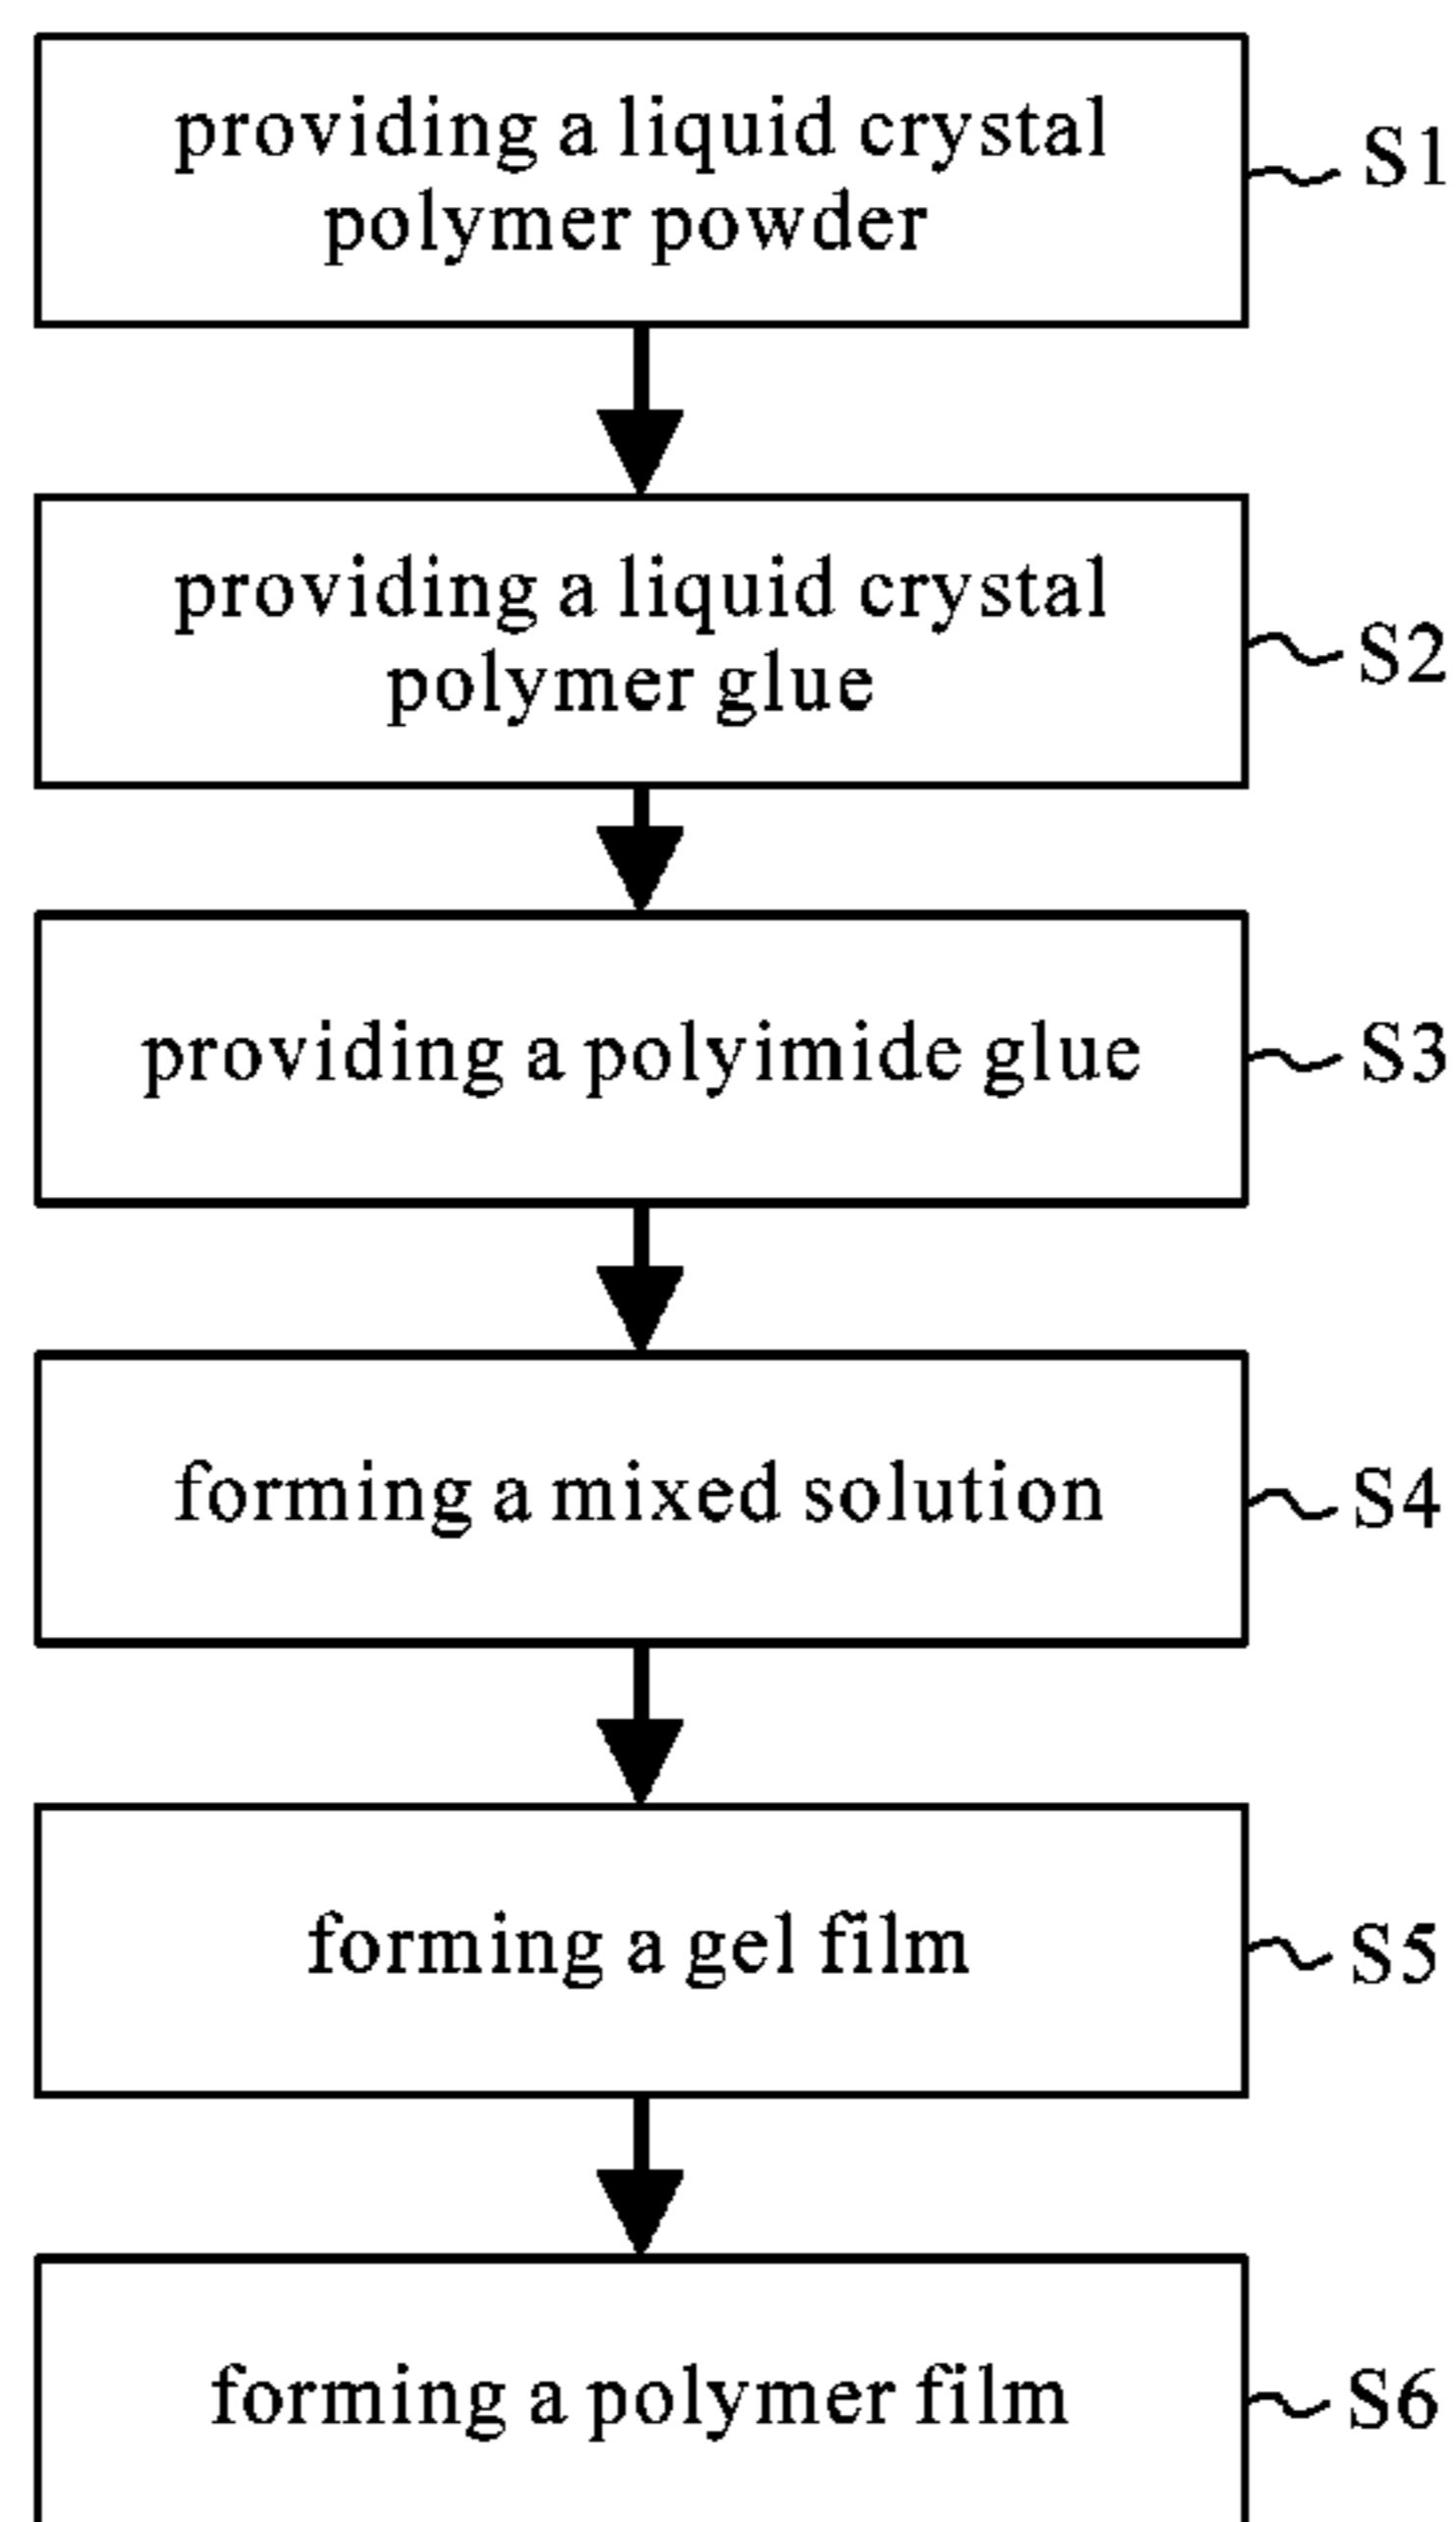 providing a liquid crystal
polymer powder
S1
providing a liquid crystal
polymer glue
S2
providing a polyimide glue
S3
forming a mixed solution
S4
forming a gel film
S5
forming a polymer film
S6